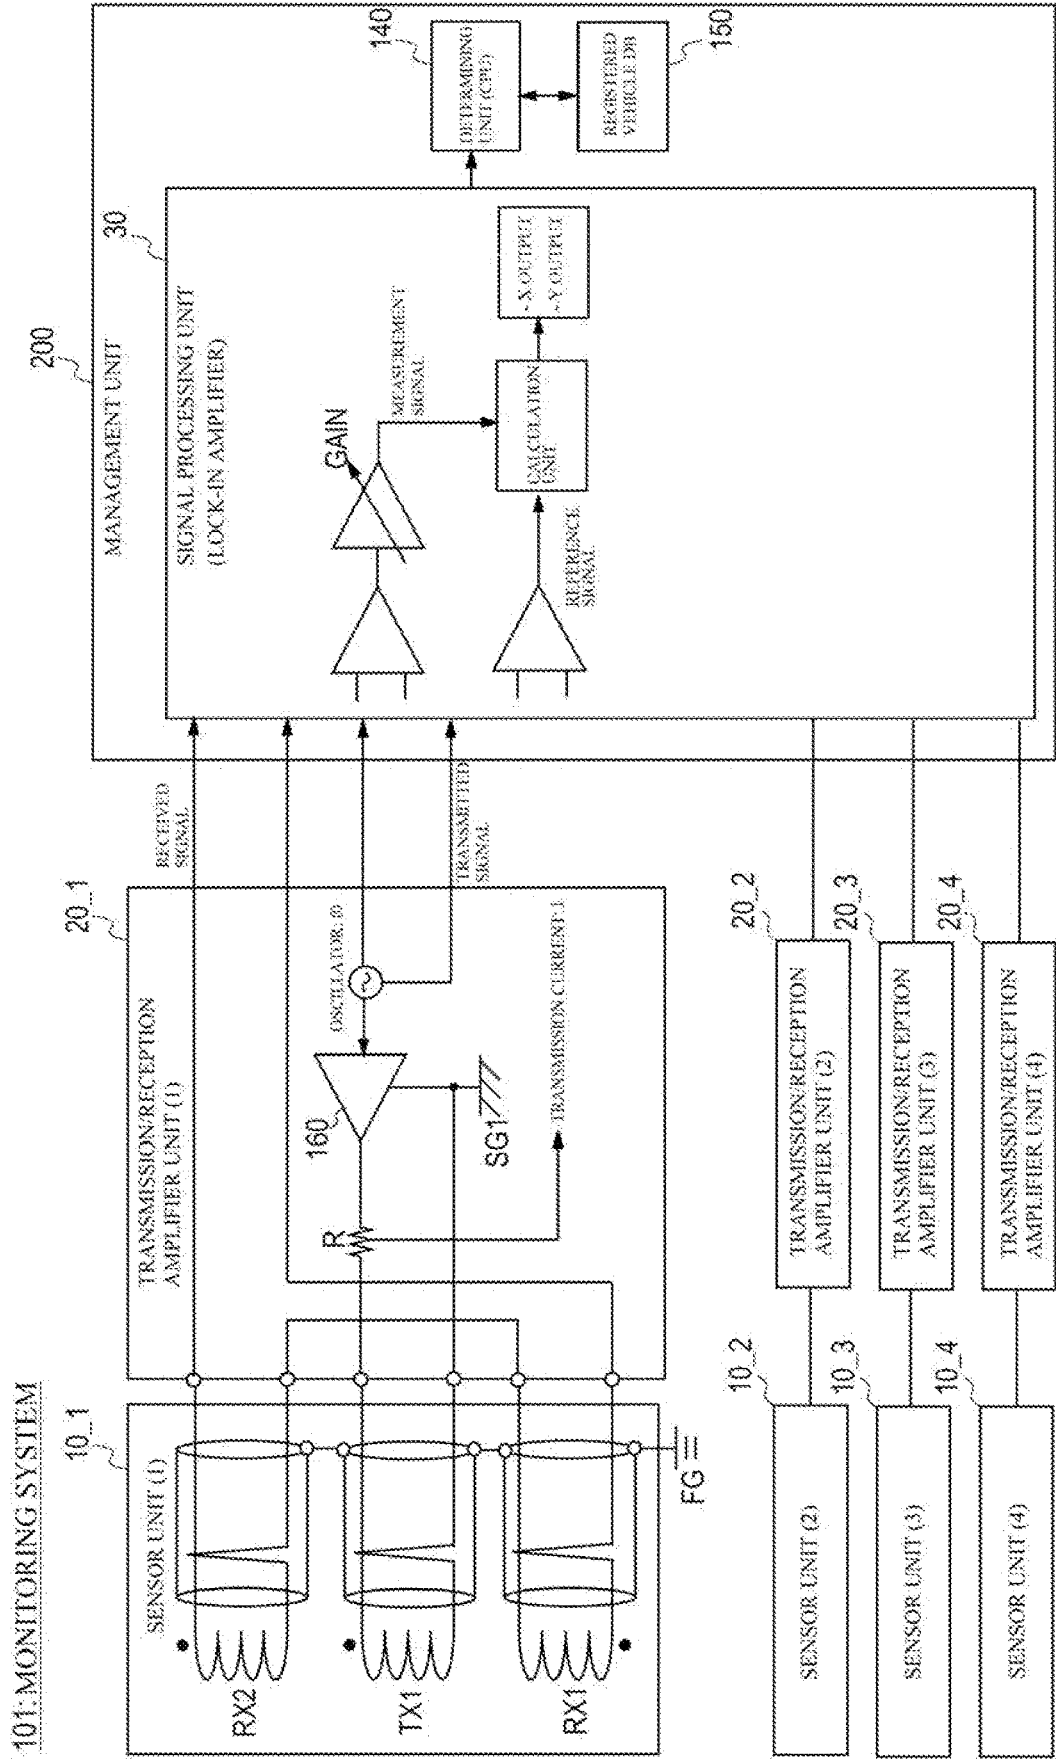 101: MONITORING SYSTEM
10_1
SENSOR UNIT (1)
RX2
TX1
RX1
FG
20_1
TRANSMISSION/RECEPTION
AMPLIFIER UNIT (1)
R
160
SG1
OSCILLATOR: f0
TRANSMISSION CURRENT I
RECEIVED
SIGNAL
TRANSMITTED
SIGNAL
200
MANAGEMENT UNIT
30
SIGNAL PROCESSING UNIT
(LOCK-IN AMPLIFIER)
GAIN
MEASUREMENT
SIGNAL
REFERENCE
SIGNAL
CALCULATION
UNIT
~ X OUTPUT
~ Y OUTPUT
140
DETERMINING
UNIT (CPU)
150
REGISTERED
VEHICLE DB
10_2
SENSOR UNIT (2)
20_2
TRANSMISSION/RECEPTION
AMPLIFIER UNIT (2)
10_3
SENSOR UNIT (3)
20_3
TRANSMISSION/RECEPTION
AMPLIFIER UNIT (3)
10_4
SENSOR UNIT (4)
20_4
TRANSMISSION/RECEPTION
AMPLIFIER UNIT (4)